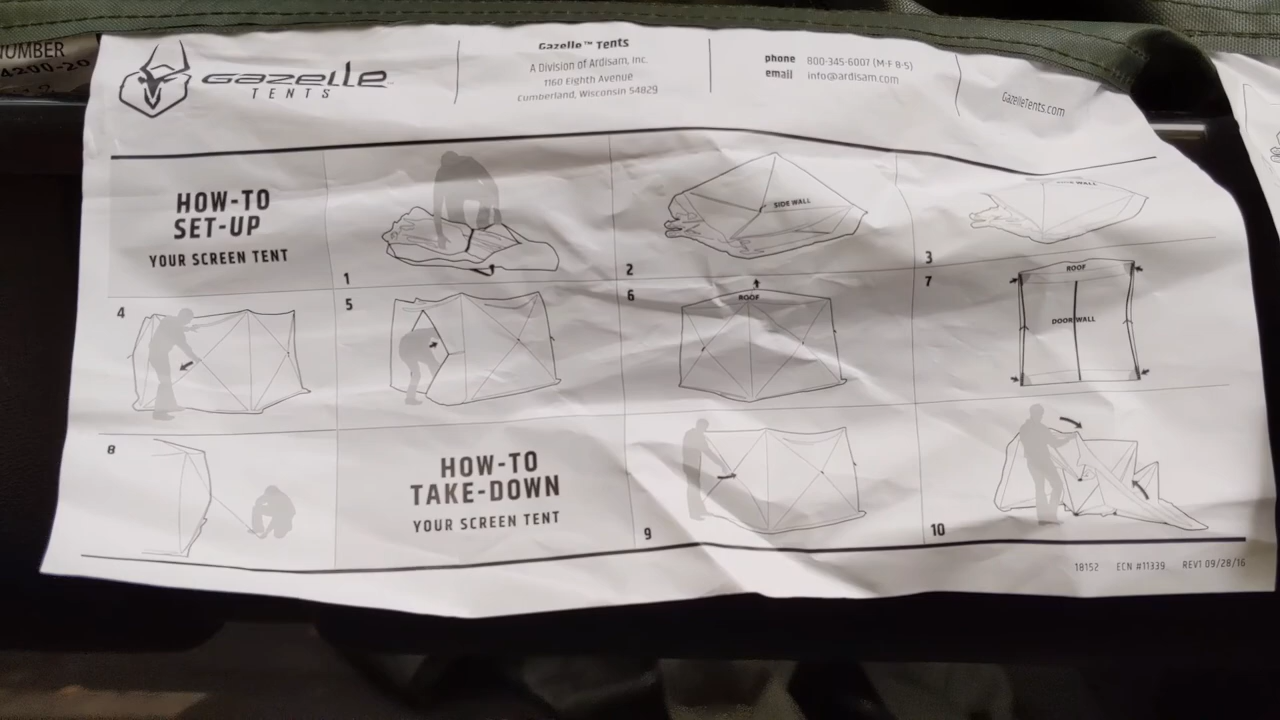 NUMBER
4200-20
GAZELLE
TENTS
Gazelle™ Tents
A Division of Ardisam, Inc.
1160 Eighth Avenue
Cumberland, Wisconsin 54829
phone 800-345-6007 (M-F 8-5)
email info@ardisam.com
GazelleTents.com
HOW-TO
SET-UP
YOUR SCREEN TENT
1
SIDE WALL
2
SIDE WALL
3
4
5
6
ROOF
7
ROOF
DOOR WALL
8
HOW-TO
TAKE-DOWN
YOUR SCREEN TENT
9
10
18152 ECN #11339 REV1 09/28/16